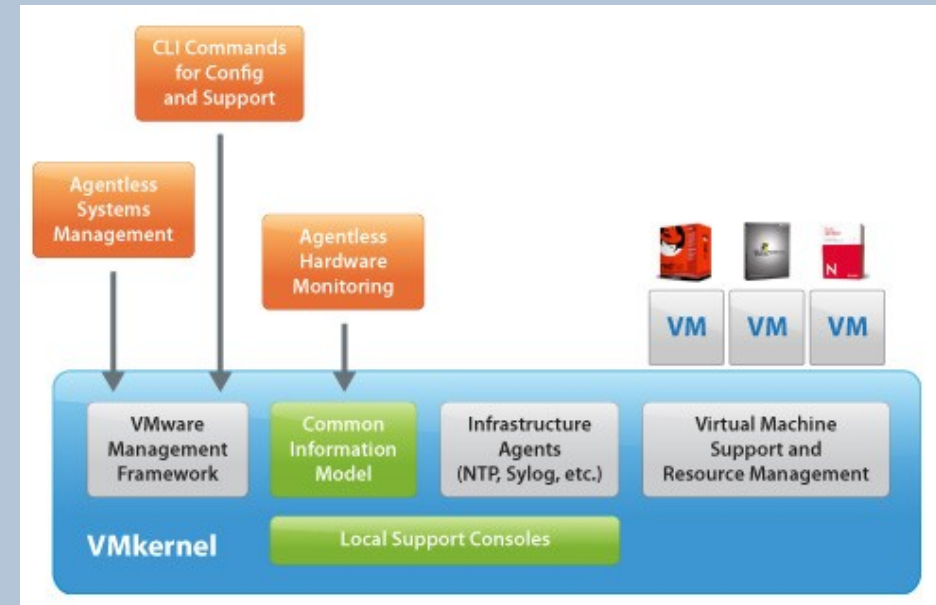 CLI Commands
for Config
and Support
Agentless
Systems
Management
Agentless
Hardware
Monitoring
N
VM
VM
VM
VMware
Management
Framework
Common
Information
Model
Infrastructure
Agents
(NTP, Sylog, etc.)
Virtual Machine
Support and
Resource Management
Local Support Consoles
VMkernel